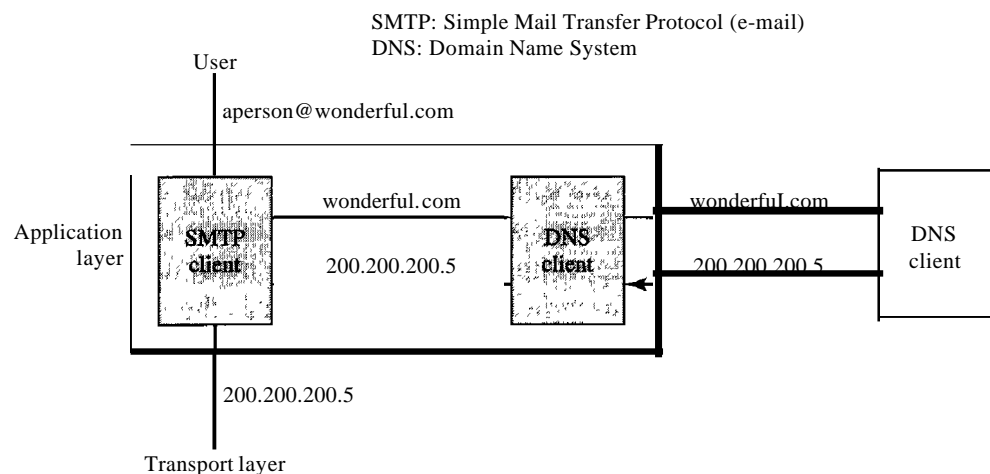 SMTP: Simple Mail Transfer Protocol (e-mail)
DNS: Domain Name System
User
aperson@wonderful.com
wonderful.com
wonderfuI.com
Application
layer
SMTP
client
200.200.200.5
DNS
client
200.200.200.5
DNS
client
200.200.200.5
Transport layer